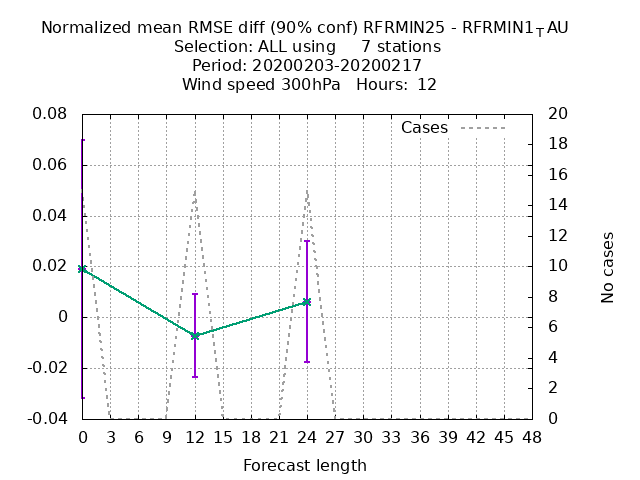 Normalized mean RMSE diff (90% conf) RFRMIN25 - RFRMIN1_TAU
Selection: ALL using 7 stations
Period: 20200203-20200217
Wind speed 300hPa Hours: 12
0.08
0.06
0.04
0.02
0
-0.02
-0.04
Cases
20
18
16
14
12
10
8
6
4
2
0
No cases
0 3 6 9 12 15 18 21 24 27 30 33 36 39 42 45 48
Forecast length